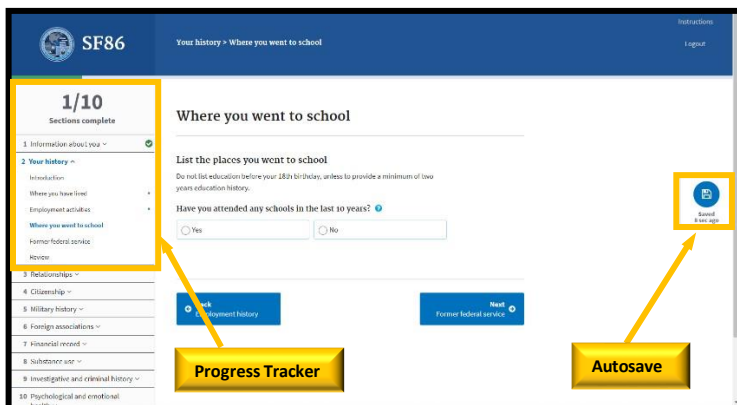 Instructions
SF86
Your history > Where you went to school
Logout
1/10
Sections complete
1 Information about you
2 Your history
Introduction
Where you have lived
Employment activities
Where you went to school
Former federal service
Review
3 Relationships
4 Citizenship
5 Military history
6 Foreign associations
7 Financial record
8 Substance use
9 Investigative and criminal history
10 Psychological and emotional
Where you went to school
List the places you went to school
Do not list education before your 18th birthday, unless to provide a minimum of two
years education history.
Have you attended any schools in the last 10 years?
Yes
No
Back
Employment history
Next
Former federal service
Saved
8 sec ago
Progress Tracker
Autosave